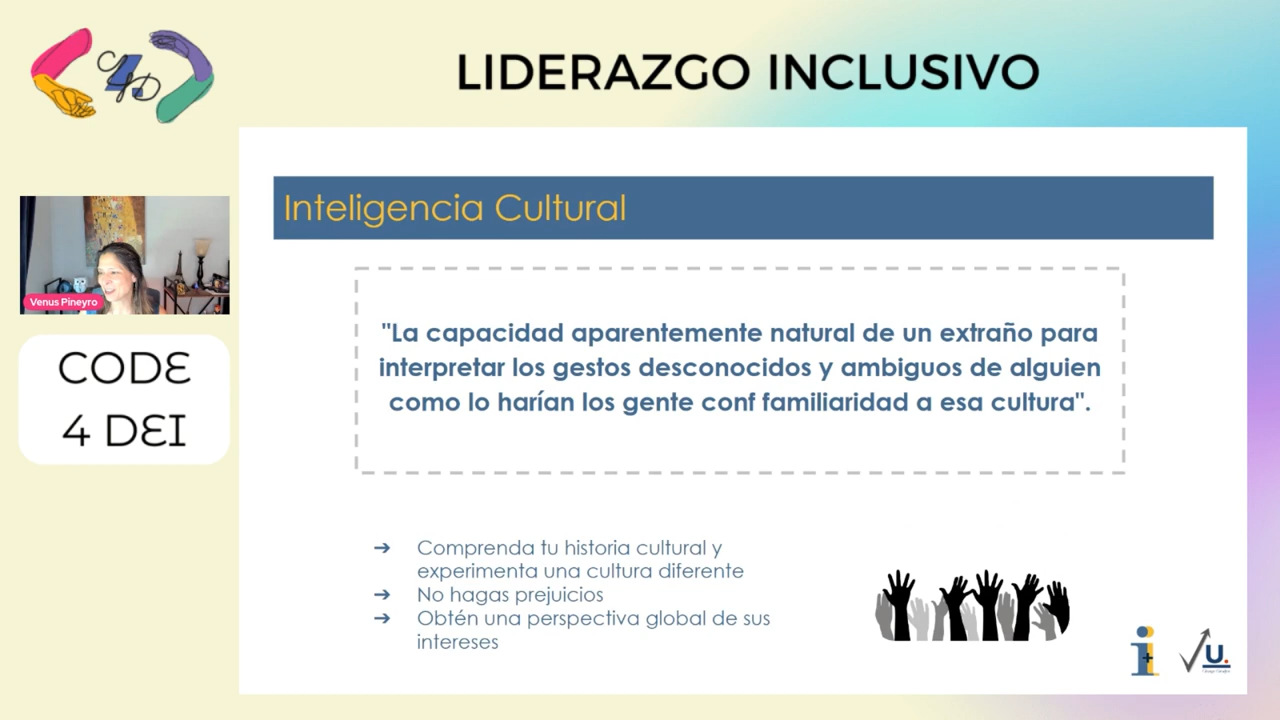 LIDERAZGO INCLUSIVO
Inteligencia Cultural
"La capacidad aparentemente natural de un extraño para
interpretar los gestos desconocidos y ambiguos de alguien
como lo harían los gente conf familiaridad a esa cultura".
Venus Pineyro
CODE
4 DEI
➔ Comprenda tu historia cultural y
experimenta una cultura diferente
➔ No hagas prejuicios
➔ Obtén una perspectiva global de sus
intereses
i+
U.